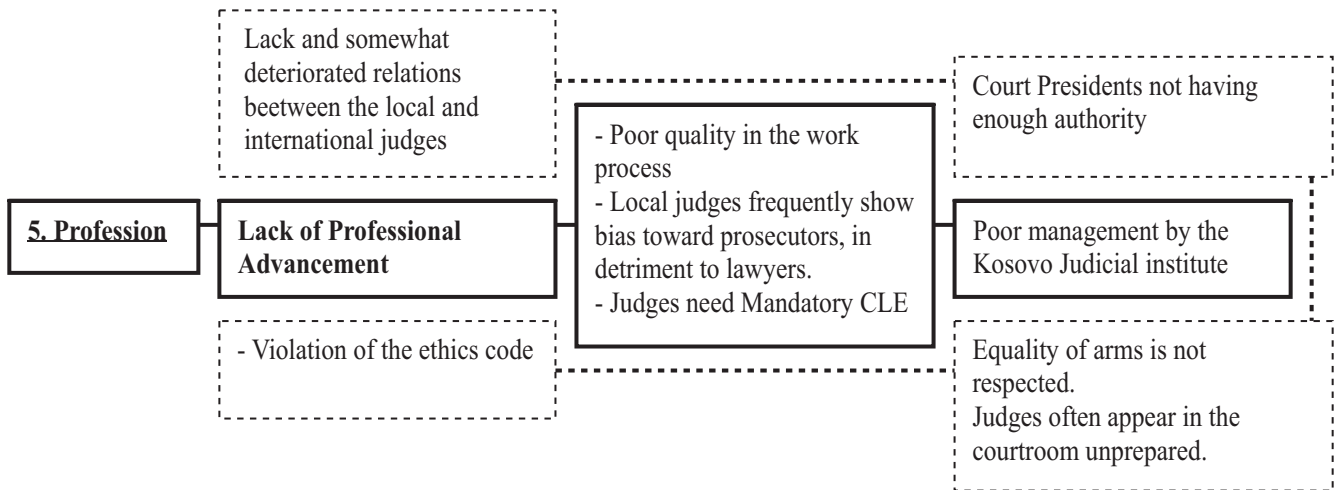 Lack and somewhat
deteriorated relations
beetween the local and
international judges
Court Presidents not having
enough authority
- Poor quality in the work
process
- Local judges frequently show
bias toward prosecutors, in
detriment to lawyers.
- Judges need Mandatory CLE
5. Profession
Lack of Professional
Advancement
Poor management by the
Kosovo Judicial institute
- Violation of the ethics code
Equality of arms is not
respected.
Judges often appear in the
courtroom unprepared.